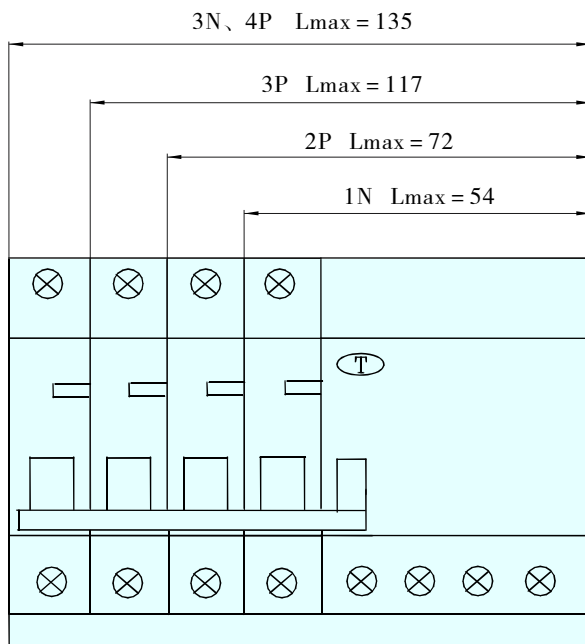 3N、4P Lmax = 135
3P Lmax = 117
2P Lmax = 72
1N Lmax = 54
T